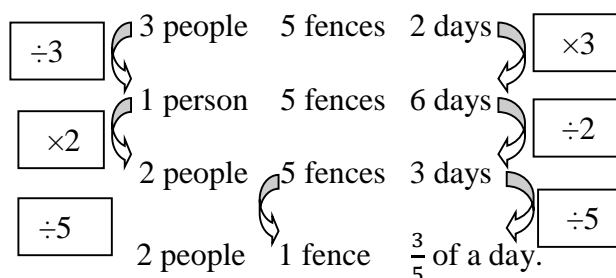 3 people 5 fences 2 days
÷3 ×3
1 person 5 fences 6 days
×2 ÷2
2 people 5 fences 3 days
÷5 ÷5
2 people 1 fence 3/5 of a day.